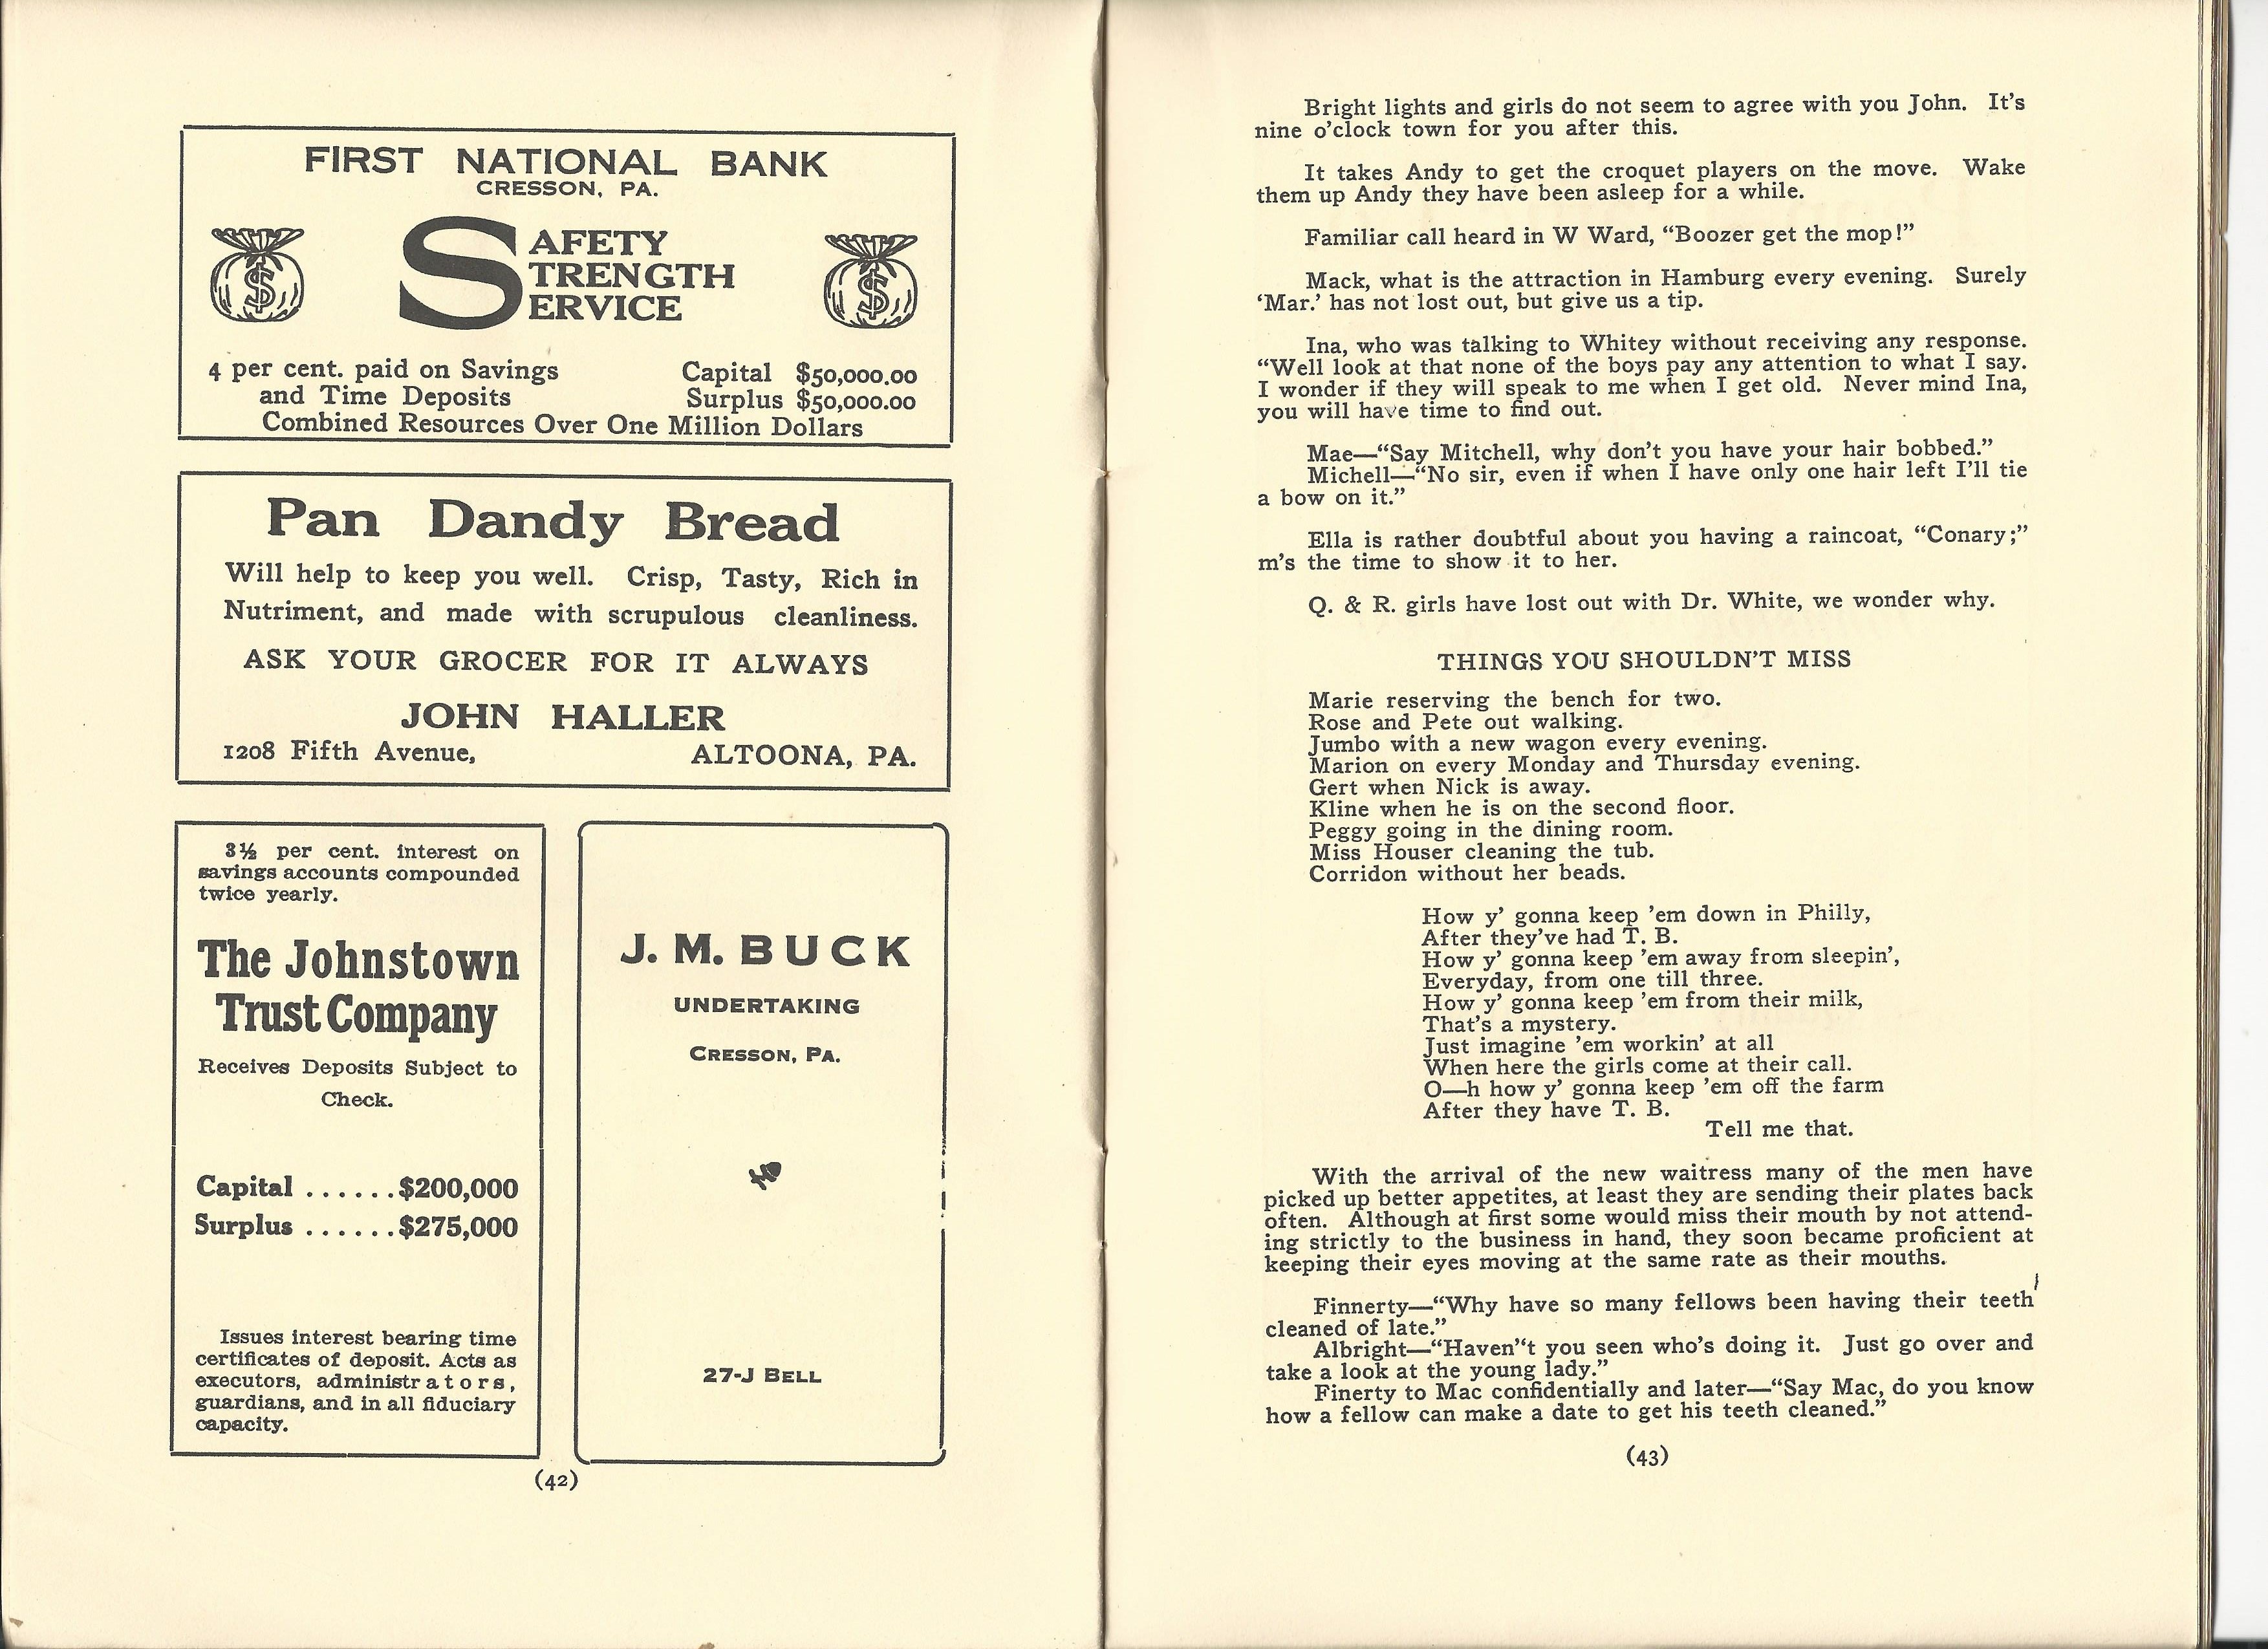 FIRST NATIONAL BANK
CRESSON, PA.
SAFETY
STRENGTH
SERVICE
4 per cent. paid on Savings
and Time Deposits
Capital $50,000.00
Surplus $50,000.00
Combined Resources Over One Million Dollars
Pan Dandy Bread
Will help to keep you well. Crisp, Tasty, Rich in
Nutriment, and made with scrupulous cleanliness.
ASK YOUR GROCER FOR IT ALWAYS
JOHN HALLER
1208 Fifth Avenue, ALTOONA, PA.
3½ per cent. interest on
savings accounts compounded
twice yearly.
The Johnstown
Trust Company
Receives Deposits Subject to
Check.
Capital ......$200,000
Surplus ......$275,000
Issues interest bearing time
certificates of deposit. Acts as
executors, administrators,
guardians, and in all fiduciary
capacity.
J. M. BUCK
UNDERTAKING
CRESSON, PA.
27-J BELL
(42)
Bright lights and girls do not seem to agree with you John. It's
nine o'clock town for you after this.
It takes Andy to get the croquet players on the move. Wake
them up Andy they have been asleep for a while.
Familiar call heard in W Ward, "Boozer get the mop!"
Mack, what is the attraction in Hamburg every evening. Surely
'Mar.' has not lost out, but give us a tip.
Ina, who was talking to Whitey without receiving any response.
"Well look at that none of the boys pay any attention to what I say.
I wonder if they will speak to me when I get old. Never mind Ina,
you will have time to find out.
Mae—"Say Mitchell, why don't you have your hair bobbed."
Michell—"No sir, even if when I have only one hair left I'll tie
a bow on it."
Ella is rather doubtful about you having a raincoat, "Conary;"
m's the time to show it to her.
Q. & R. girls have lost out with Dr. White, we wonder why.
THINGS YOU SHOULDN'T MISS
Marie reserving the bench for two.
Rose and Pete out walking.
Jumbo with a new wagon every evening.
Marion on every Monday and Thursday evening.
Gert when Nick is away.
Kline when he is on the second floor.
Peggy going in the dining room.
Miss Houser cleaning the tub.
Corridon without her beads.
How y' gonna keep 'em down in Philly,
After they've had T. B.
How y' gonna keep 'em away from sleepin',
Everyday, from one till three.
How y' gonna keep 'em from their milk,
That's a mystery.
Just imagine 'em workin' at all
When here the girls come at their call.
O—h how y' gonna keep 'em off the farm
After they have T. B.
Tell me that.
With the arrival of the new waitress many of the men have
picked up better appetites, at least they are sending their plates back
often. Although at first some would miss their mouth by not attend-
ing strictly to the business in hand, they soon became proficient at
keeping their eyes moving at the same rate as their mouths.
Finnerty—"Why have so many fellows been having their teeth
cleaned of late."
Albright—"Haven"t you seen who's doing it. Just go over and
take a look at the young lady."
Finerty to Mac confidentially and later—"Say Mac, do you know
how a fellow can make a date to get his teeth cleaned."
(43)